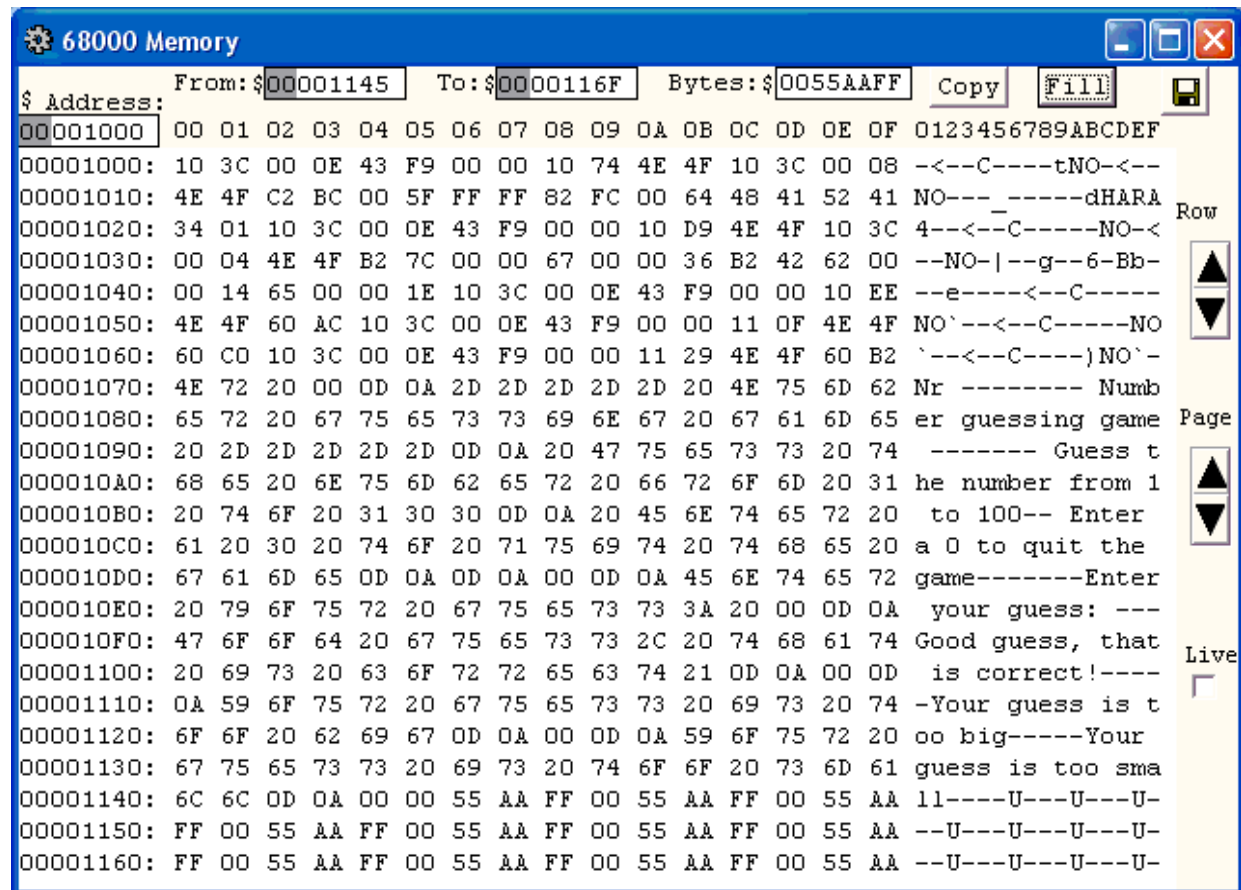 68000 Memory
From:$00001145 To:$0000116F Bytes:$0055AAFF Copy Fill
$ Address:
00001000 00 01 02 03 04 05 06 07 08 09 0A 0B 0C 0D 0E 0F 0123456789ABCDEF
00001000: 10 3C 00 0E 43 F9 00 00 10 74 4E 4F 10 3C 00 08 -<--C----tNO-<--
00001010: 4E 4F C2 BC 00 5F FF FF 82 FC 00 64 48 41 52 41 NO---_-----dHARA
Row
00001020: 34 01 10 3C 00 0E 43 F9 00 00 10 D9 4E 4F 10 3C 4--<--C-----NO-<
00001030: 00 04 4E 4F B2 7C 00 00 67 00 00 36 B2 42 62 00 --NO-|--g--6-Bb-
00001040: 00 14 65 00 00 1E 10 3C 00 0E 43 F9 00 00 10 EE --e----<--C-----
00001050: 4E 4F 60 AC 10 3C 00 0E 43 F9 00 00 11 0F 4E 4F NO`--<--C-----NO
00001060: 60 C0 10 3C 00 0E 43 F9 00 00 11 29 4E 4F 60 B2 `--<--C----)NO`-
00001070: 4E 72 20 00 0D 0A 2D 2D 2D 2D 2D 20 4E 75 6D 62 Nr -------- Numb
00001080: 65 72 20 67 75 65 73 73 69 6E 67 20 67 61 6D 65 er guessing game
Page
00001090: 20 2D 2D 2D 2D 2D 0D 0A 20 47 75 65 73 73 20 74  ------- Guess t
000010A0: 68 65 20 6E 75 6D 62 65 72 20 66 72 6F 6D 20 31 he number from 1
000010B0: 20 74 6F 20 31 30 30 0D 0A 20 45 6E 74 65 72 20  to 100-- Enter
000010C0: 61 20 30 20 74 6F 20 71 75 69 74 20 74 68 65 20 a 0 to quit the
000010D0: 67 61 6D 65 0D 0A 0D 0A 00 0D 0A 45 6E 74 65 72 game-------Enter
000010E0: 20 79 6F 75 72 20 67 75 65 73 73 3A 20 00 0D 0A  your guess: ---
000010F0: 47 6F 6F 64 20 67 75 65 73 73 2C 20 74 68 61 74 Good guess, that
Live
00001100: 20 69 73 20 63 6F 72 72 65 63 74 21 0D 0A 00 0D  is correct!----
00001110: 0A 59 6F 75 72 20 67 75 65 73 73 20 69 73 20 74 -Your guess is t
00001120: 6F 6F 20 62 69 67 0D 0A 00 0D 0A 59 6F 75 72 20 oo big-----Your
00001130: 67 75 65 73 73 20 69 73 20 74 6F 6F 20 73 6D 61 guess is too sma
00001140: 6C 6C 0D 0A 00 00 55 AA FF 00 55 AA FF 00 55 AA ll----U---U---U-
00001150: FF 00 55 AA FF 00 55 AA FF 00 55 AA FF 00 55 AA --U---U---U---U-
00001160: FF 00 55 AA FF 00 55 AA FF 00 55 AA FF 00 55 AA --U---U---U---U-